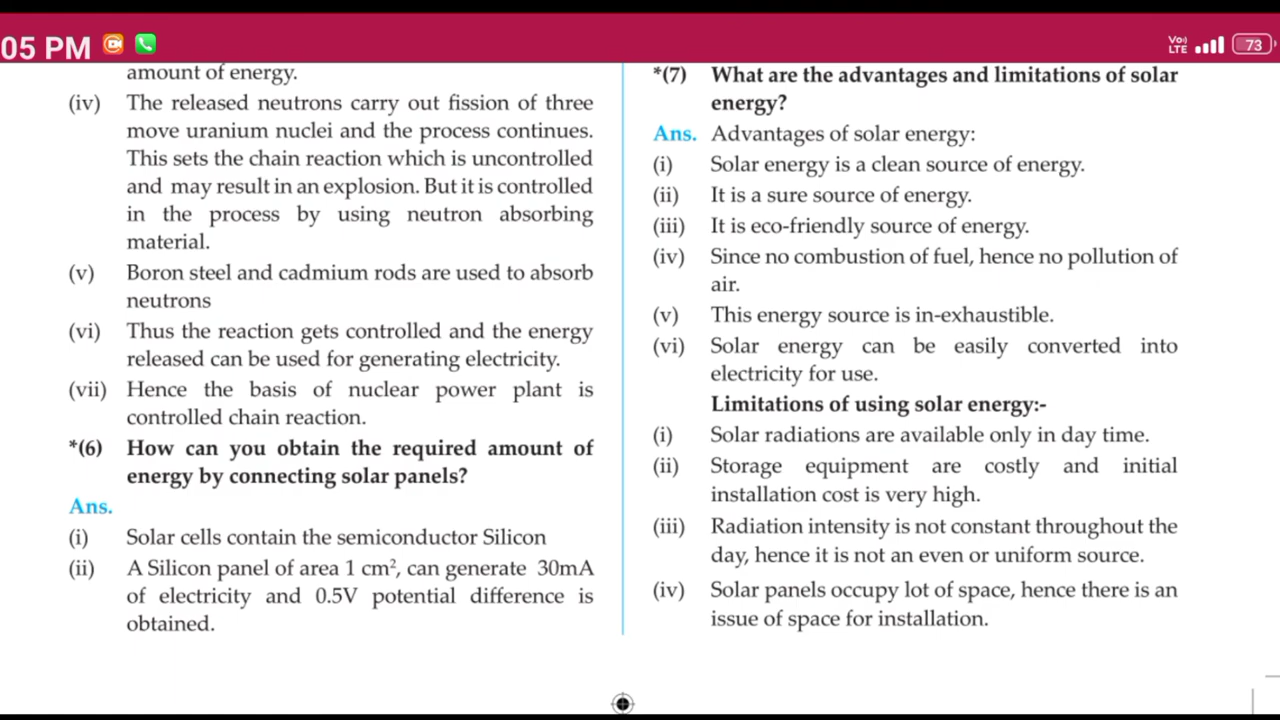 05 PM
Vo))
LTE
73
amount of energy.
(iv) The released neutrons carry out fission of three
move uranium nuclei and the process continues.
This sets the chain reaction which is uncontrolled
and may result in an explosion. But it is controlled
in the process by using neutron absorbing
material.
(v) Boron steel and cadmium rods are used to absorb
neutrons
(vi) Thus the reaction gets controlled and the energy
released can be used for generating electricity.
(vii) Hence the basis of nuclear power plant is
controlled chain reaction.
*(6) How can you obtain the required amount of
energy by connecting solar panels?
Ans.
(i) Solar cells contain the semiconductor Silicon
(ii) A Silicon panel of area 1 cm², can generate 30mA
of electricity and 0.5V potential difference is
obtained.
*(7) What are the advantages and limitations of solar
energy?
Ans. Advantages of solar energy:
(i) Solar energy is a clean source of energy.
(ii) It is a sure source of energy.
(iii) It is eco-friendly source of energy.
(iv) Since no combustion of fuel, hence no pollution of
air.
(v) This energy source is in-exhaustible.
(vi) Solar energy can be easily converted into
electricity for use.
Limitations of using solar energy:-
(i) Solar radiations are available only in day time.
(ii) Storage equipment are costly and initial
installation cost is very high.
(iii) Radiation intensity is not constant throughout the
day, hence it is not an even or uniform source.
(iv) Solar panels occupy lot of space, hence there is an
issue of space for installation.